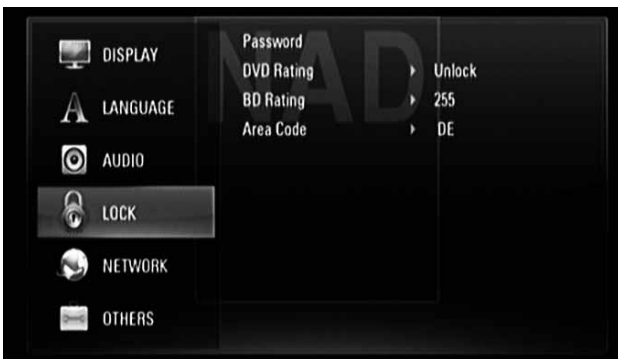 NAD
DISPLAY
LANGUAGE
AUDIO
LOCK
NETWORK
OTHERS
Password
DVD Rating Unlock
BD Rating 255
Area Code DE